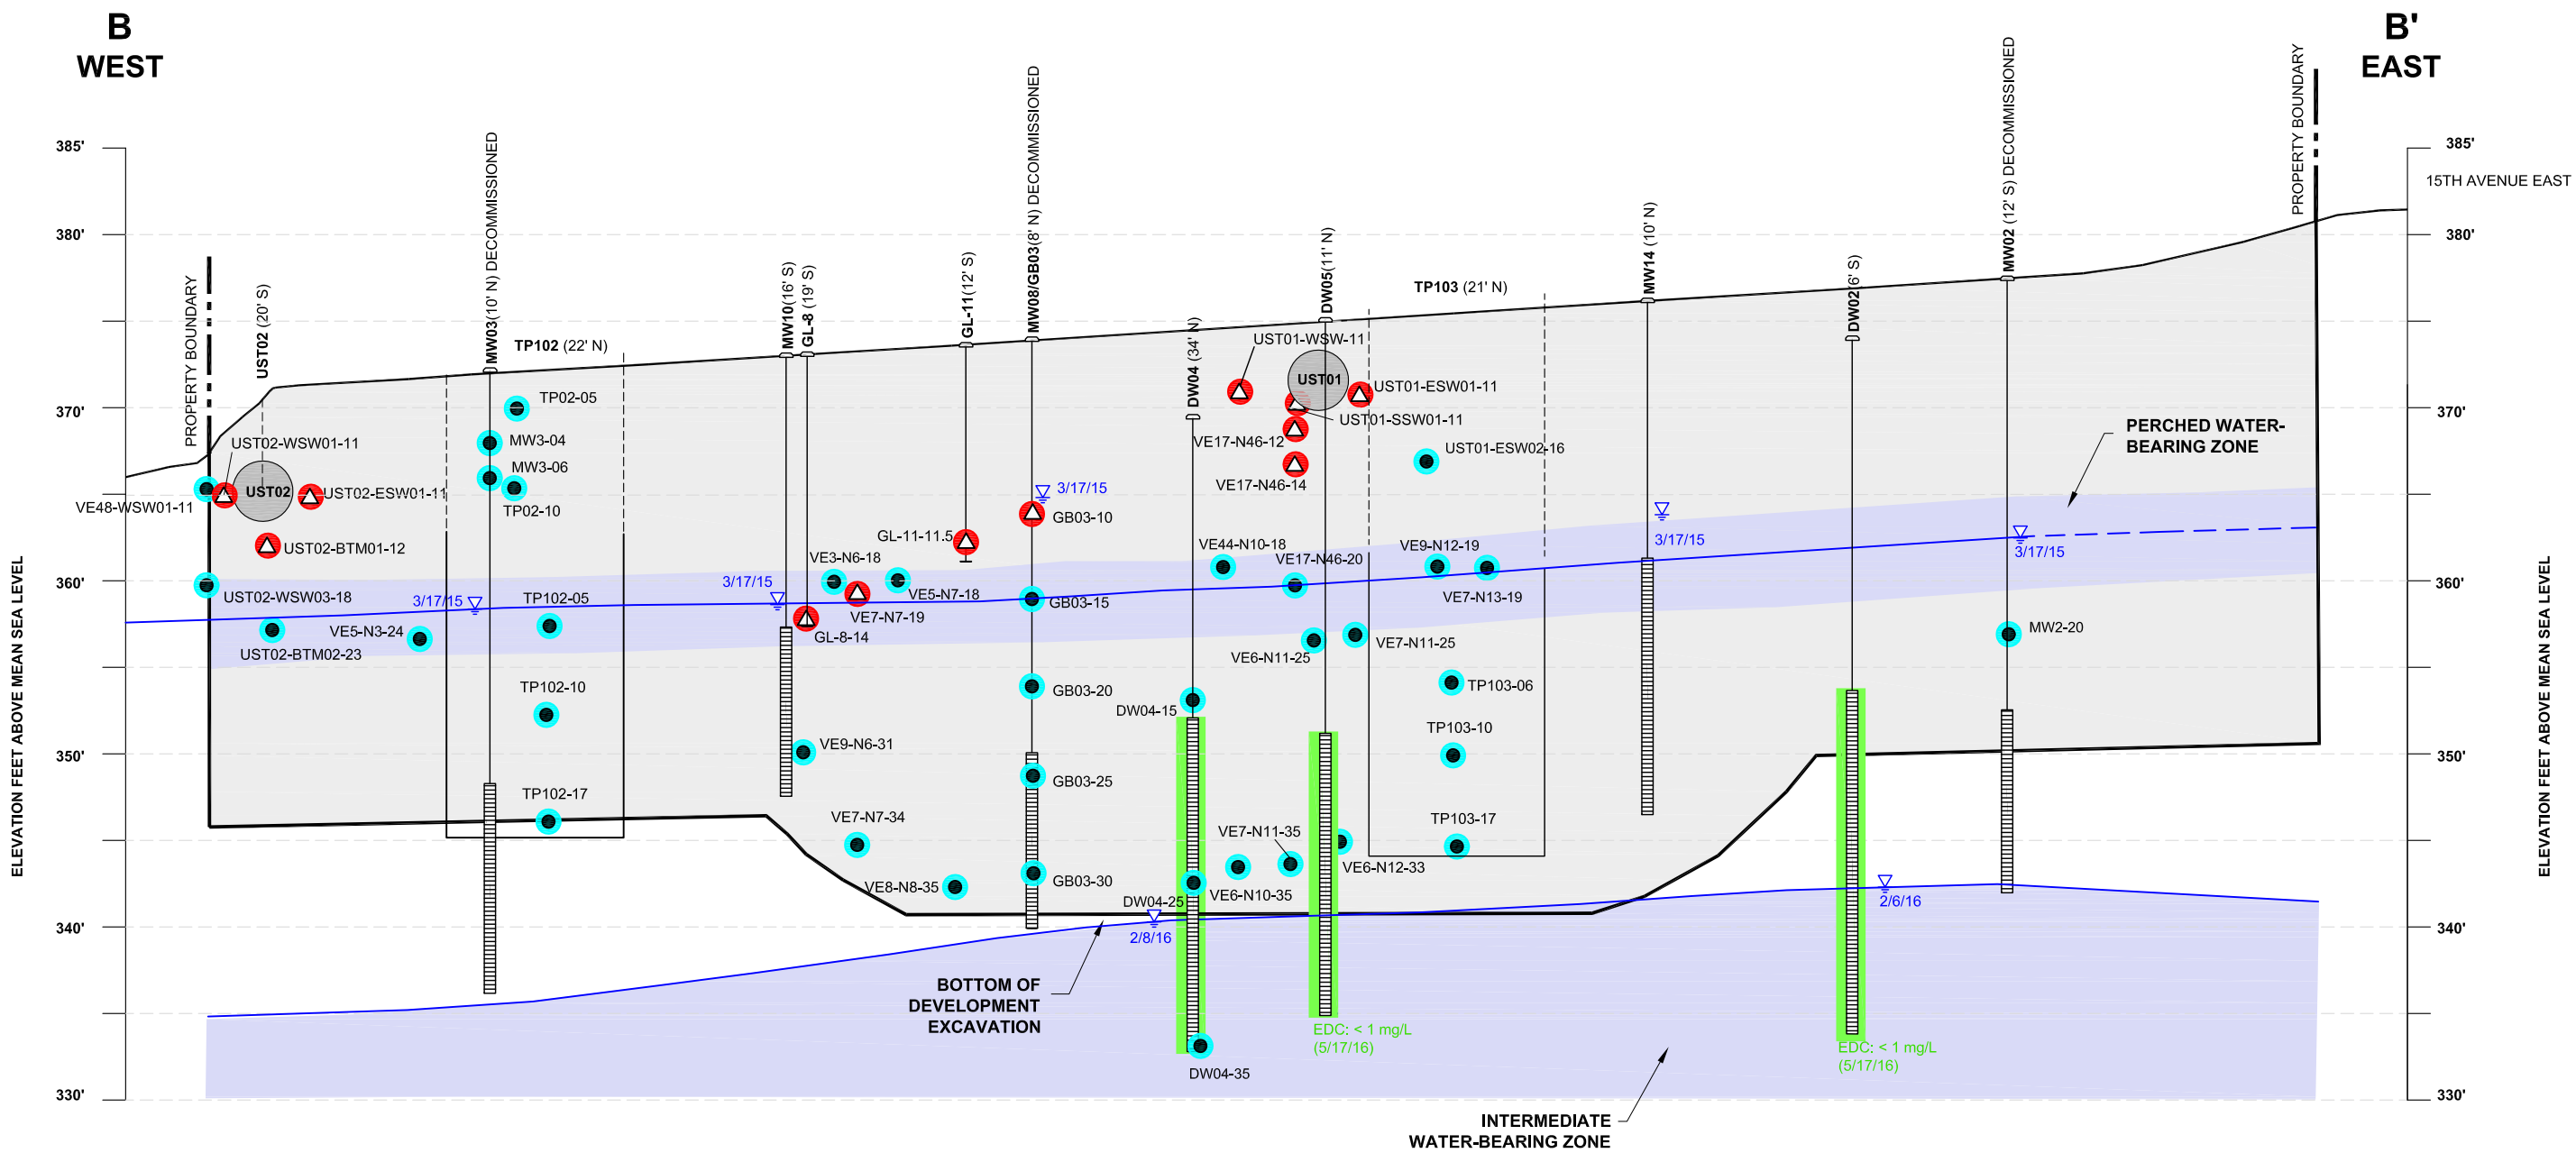 B
WEST
B'
EAST
PROPERTY BOUNDARY
UST02 (20' S)
MW03(10' N) DECOMMISSIONED
TP102 (22' N)
MW10(16' S)
GL-8 (19' S)
GL-11(12' S)
MW08/GB03(8' N) DECOMMISSIONED
DW04 (34' N)
DW05(11' N)
TP103 (21' N)
MW14 (10' N)
DW02(6' S)
MW02 (12' S) DECOMMISSIONED
PROPERTY BOUNDARY
15TH AVENUE EAST
385'
380'
370'
360'
350'
340'
330'
385'
380'
370'
360'
350'
340'
330'
ELEVATION FEET ABOVE MEAN SEA LEVEL
ELEVATION FEET ABOVE MEAN SEA LEVEL
UST02-WSW01-11
UST02
UST02-ESW01-11
VE48-WSW01-11
UST02-BTM01-12
UST02-WSW03-18
UST02-BTM02-23
VE5-N3-24
3/17/15
TP02-05
MW3-04
MW3-06
TP02-10
TP102-05
TP102-10
TP102-17
3/17/15
VE3-N6-18
VE5-N7-18
VE7-N7-19
GL-8-14
GL-11-11.5
3/17/15
GB03-10
GB03-15
GB03-20
GB03-25
GB03-30
VE9-N6-31
VE7-N7-34
VE8-N8-35
UST01-WSW-11
UST01
UST01-ESW01-11
UST01-SSW01-11
VE17-N46-12
VE17-N46-14
UST01-ESW02-16
VE44-N10-18
VE17-N46-20
VE9-N12-19
VE7-N13-19
VE6-N11-25
VE7-N11-25
DW04-15
DW04-25
DW04-35
VE7-N11-35
VE6-N10-35
VE6-N12-33
TP103-06
TP103-10
TP103-17
3/17/15
3/17/15
MW2-20
PERCHED WATER-
BEARING ZONE
2/8/16
2/6/16
BOTTOM OF
DEVELOPMENT
EXCAVATION
EDC: < 1 mg/L
(5/17/16)
EDC: < 1 mg/L
(5/17/16)
INTERMEDIATE
WATER-BEARING ZONE